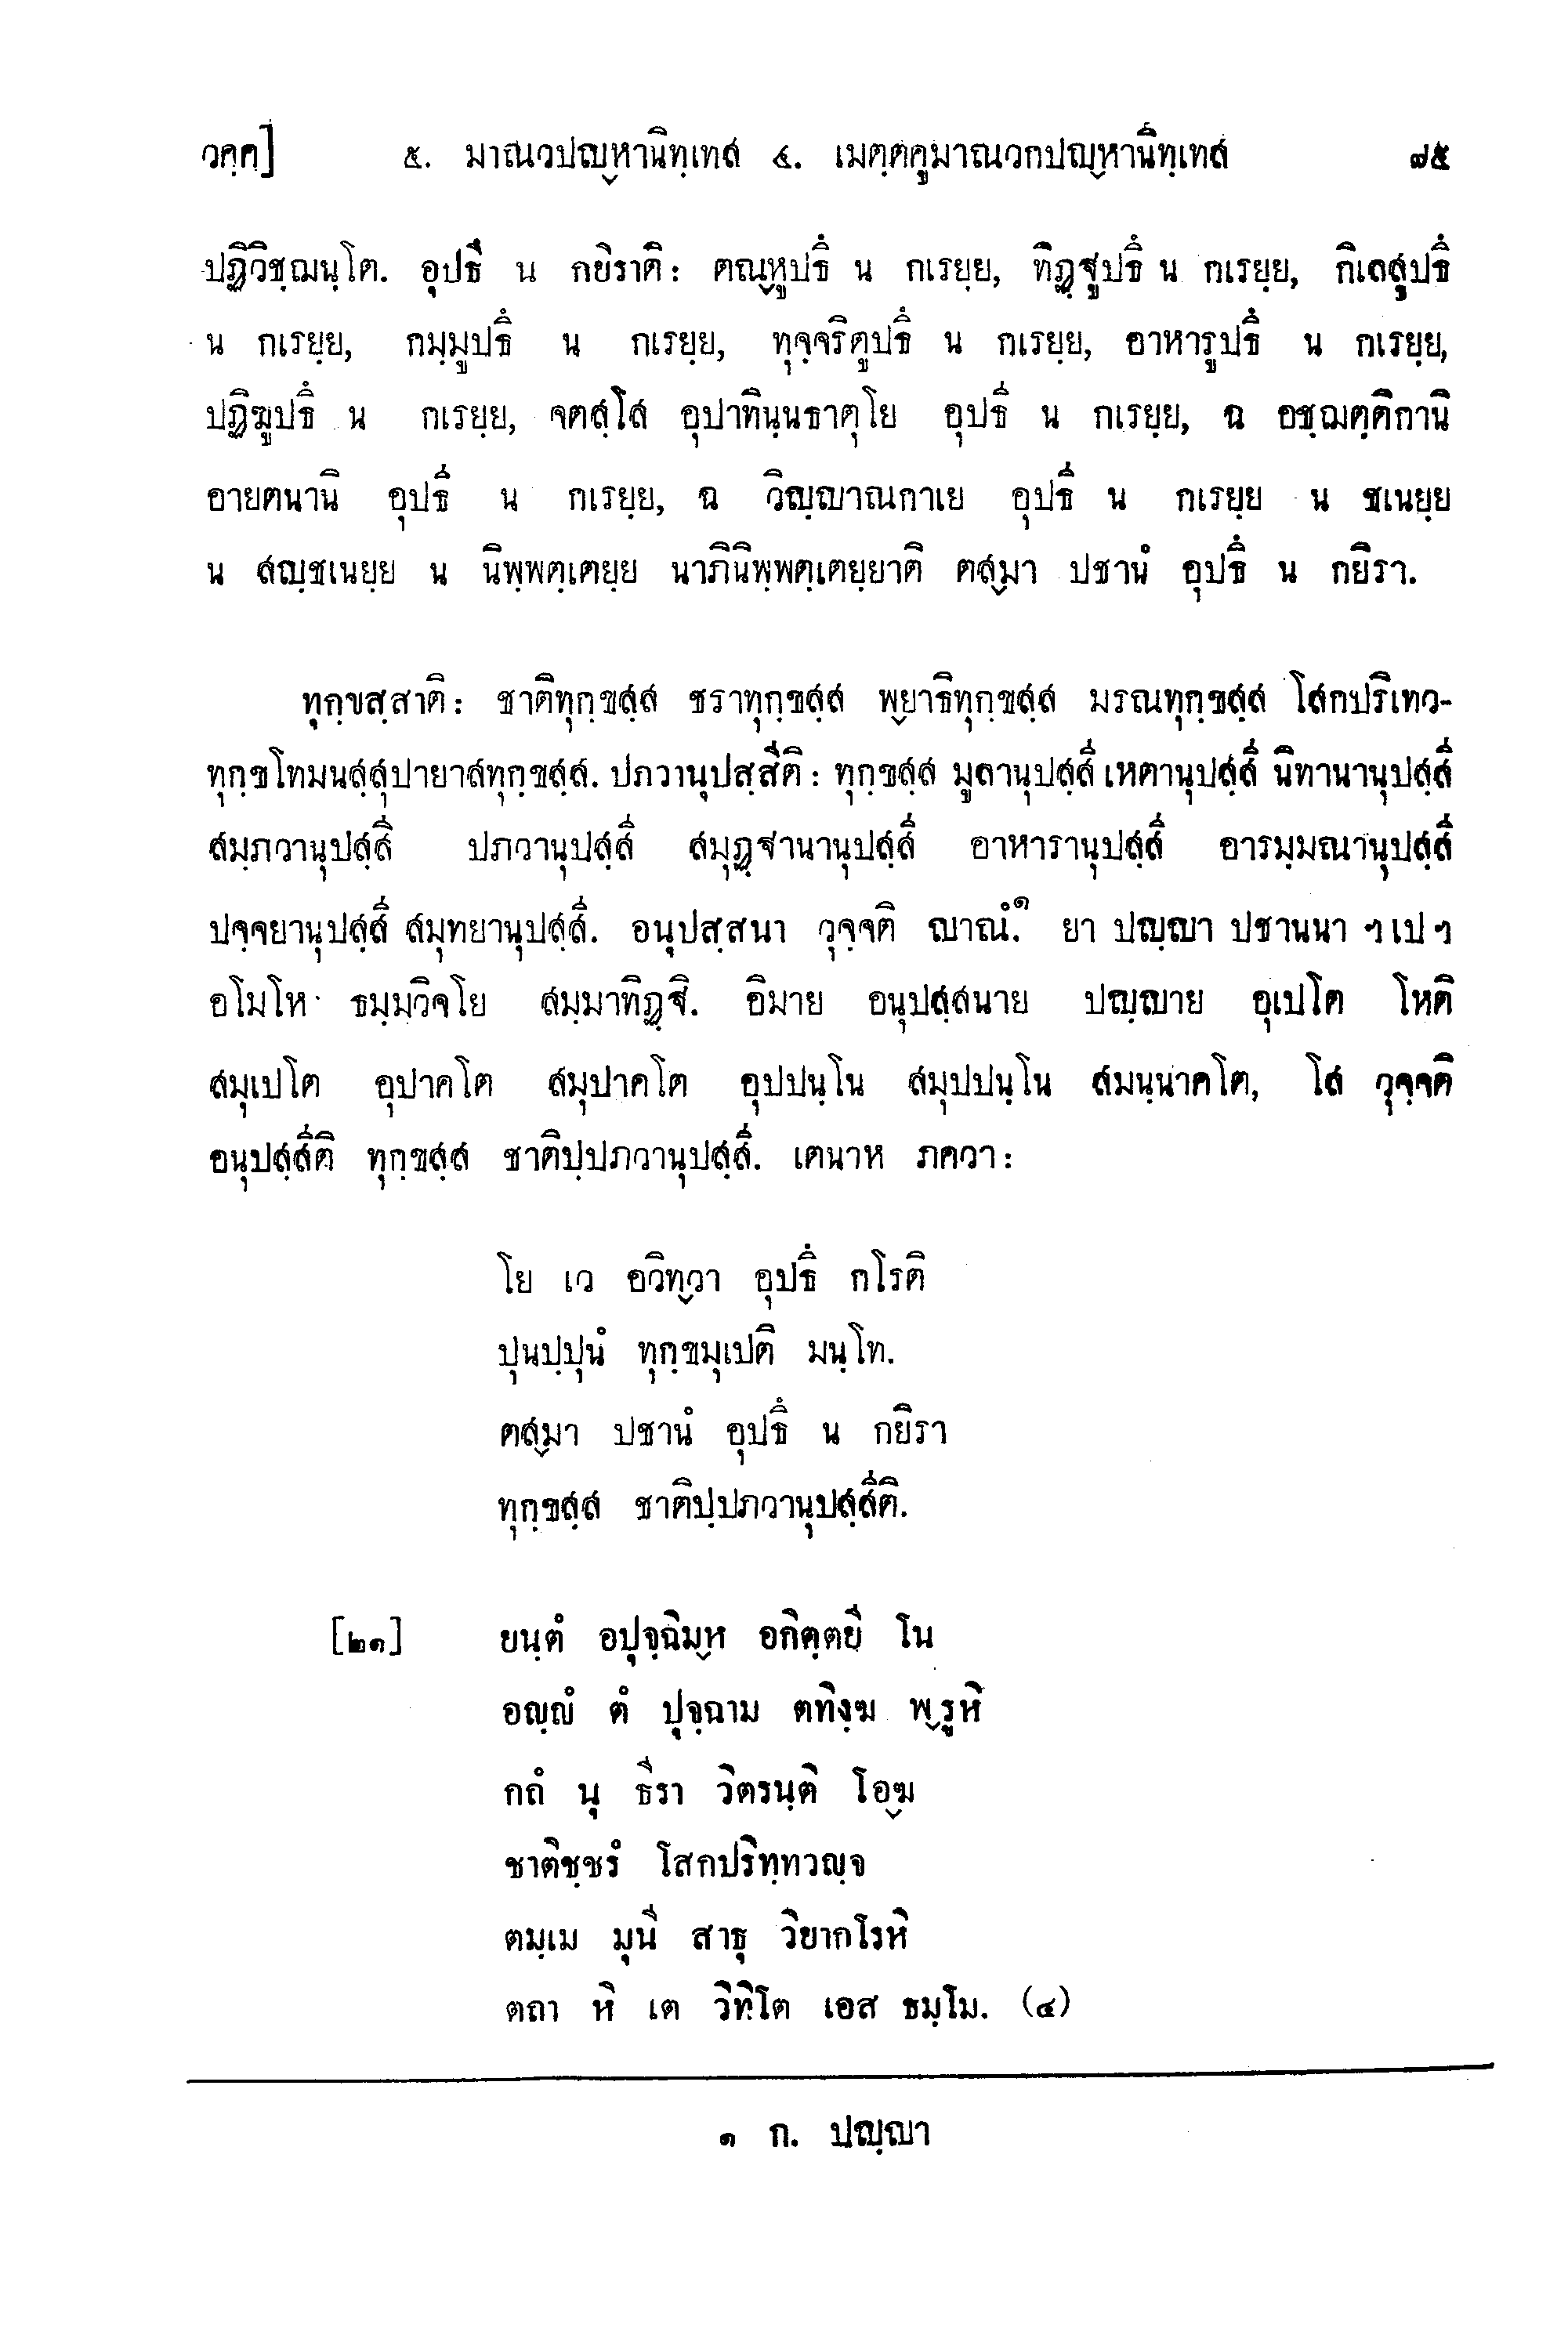 วคฺค]	๕. มาณวปญฺหานิทฺเทส ๔. เมตฺตคูมาณวกปญฺหานิทฺเทส	๗๕
ปฏิวิชฺฌนฺโต. อุปธึ น กยิราติ: ตณฺหูปธึ น กเรยฺย, ทิฏฺฐูปธึ น กเรยฺย, กิเลสุปธึ
น กเรยฺย, กมฺมูปธึ น กเรยฺย, ทุจฺจริตูปธึ น กเรยฺย, อาหารูปธึ น กเรยฺย,
ปฏิฆูปธึ น กเรยฺย, จตสฺโส อุปาทินฺนธาตุโย อุปธึ น กเรยฺย, ฉ อชฺฌตฺติกานิ
อายตนานิ อุปธึ น กเรยฺย, ฉ วิญฺญาณกาเย อุปธึ น กเรยฺย น ชเนยฺย
น สญฺชเนยฺย น นิพฺพตฺเตยฺย นาภินิพฺพตฺเตยฺยาติ ตสฺมา ปชานํ อุปธึ น กยิรา.
ทุกฺขสฺสาติ: ชาติทุกฺขสฺส ชราทุกฺขสฺส พฺยาธิทุกฺขสฺส มรณทุกฺขสฺส โสกปริเทว-
ทุกฺขโทมนสฺสุปายาสทุกฺขสฺส. ปภวานุปสฺสีติ: ทุกฺขสฺส มูลานุปสฺสี เหตานุปสฺสี นิทานานุปสฺสี
สมฺภวานุปสฺสี ปภวานุปสฺสี สมุฏฺฐานานุปสฺสี อาหารานุปสฺสี อารมฺมณานุปสฺสี
ปจฺจยานุปสฺสี สมุทยานุปสฺสี. อนุปสฺสนา วุจฺจติ ญาณํ.๑ ยา ปญฺญา ปชานนา ฯเปฯ
อโมโห ธมฺมวิจโย สมฺมาทิฏฺฐิ. อิมาย อนุปสฺสนาย ปญฺญาย อุเปโต โหติ
สมุเปโต อุปาคโต สมุปาคโต อุปปนฺโน สมุปปนฺโน สมนฺนาคโต, โส วุจฺจติ
อนุปสฺสีติ ทุกฺขสฺส ชาติปฺปภวานุปสฺสี. เตนาห ภควา:
โย เว อวิทฺวา อุปธึ กโรติ
ปุนปฺปุนํ ทุกฺขมุเปติ มนฺโท.
ตสฺมา ปชานํ อุปธึ น กยิรา
ทุกฺขสฺส ชาติปฺปภวานุปสฺสีติ.
[๒๑]	ยนฺตํ อปุจฺฉิมฺห อกิตฺตยี โน
อญฺญํ ตํ ปุจฺฉาม ตทิงฺฆ พฺรูหิ
กถํ นุ ธีรา วิตรนฺติ โอฺฆ
ชาติชฺชรํ โสกปริทฺทวญฺจ
ตมฺเม มุนี สาธุ วิยากโรหิ
ตถา หิ เต วิทิโต เอส ธมฺโม. (๔)
๑ ก. ปญฺญา